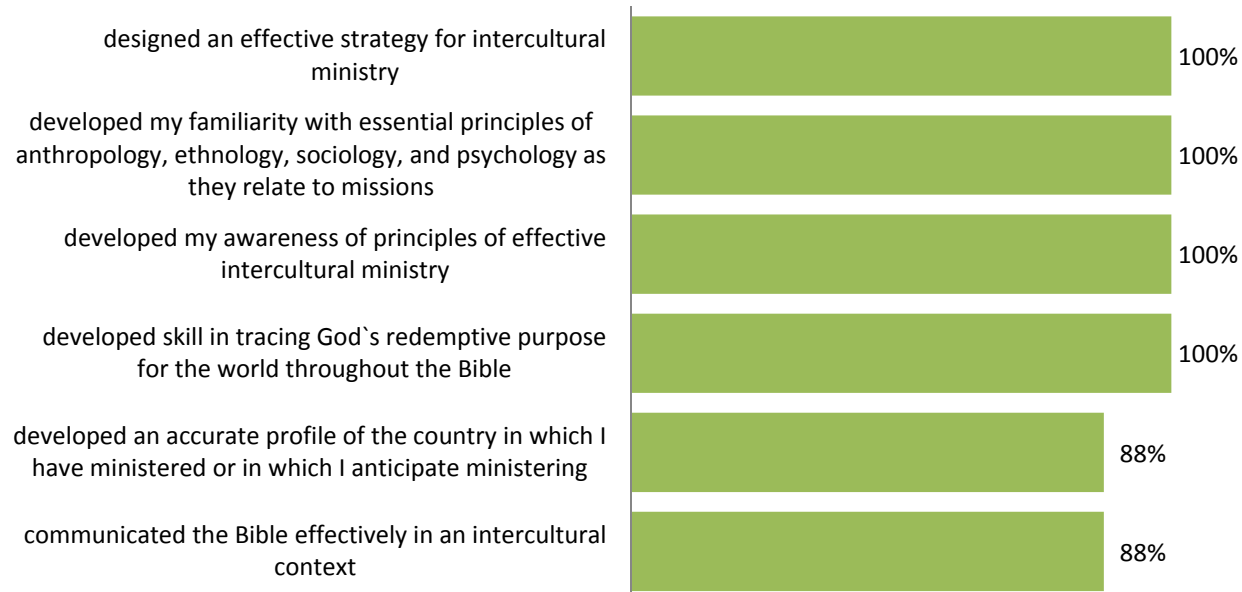 designed an effective strategy for intercultural
ministry
100%
developed my familiarity with essential principles of
anthropology, ethnology, sociology, and psychology as
they relate to missions
100%
developed my awareness of principles of effective
intercultural ministry
100%
developed skill in tracing God`s redemptive purpose
for the world throughout the Bible
100%
developed an accurate profile of the country in which I
have ministered or in which I anticipate ministering
88%
communicated the Bible effectively in an intercultural
context
88%